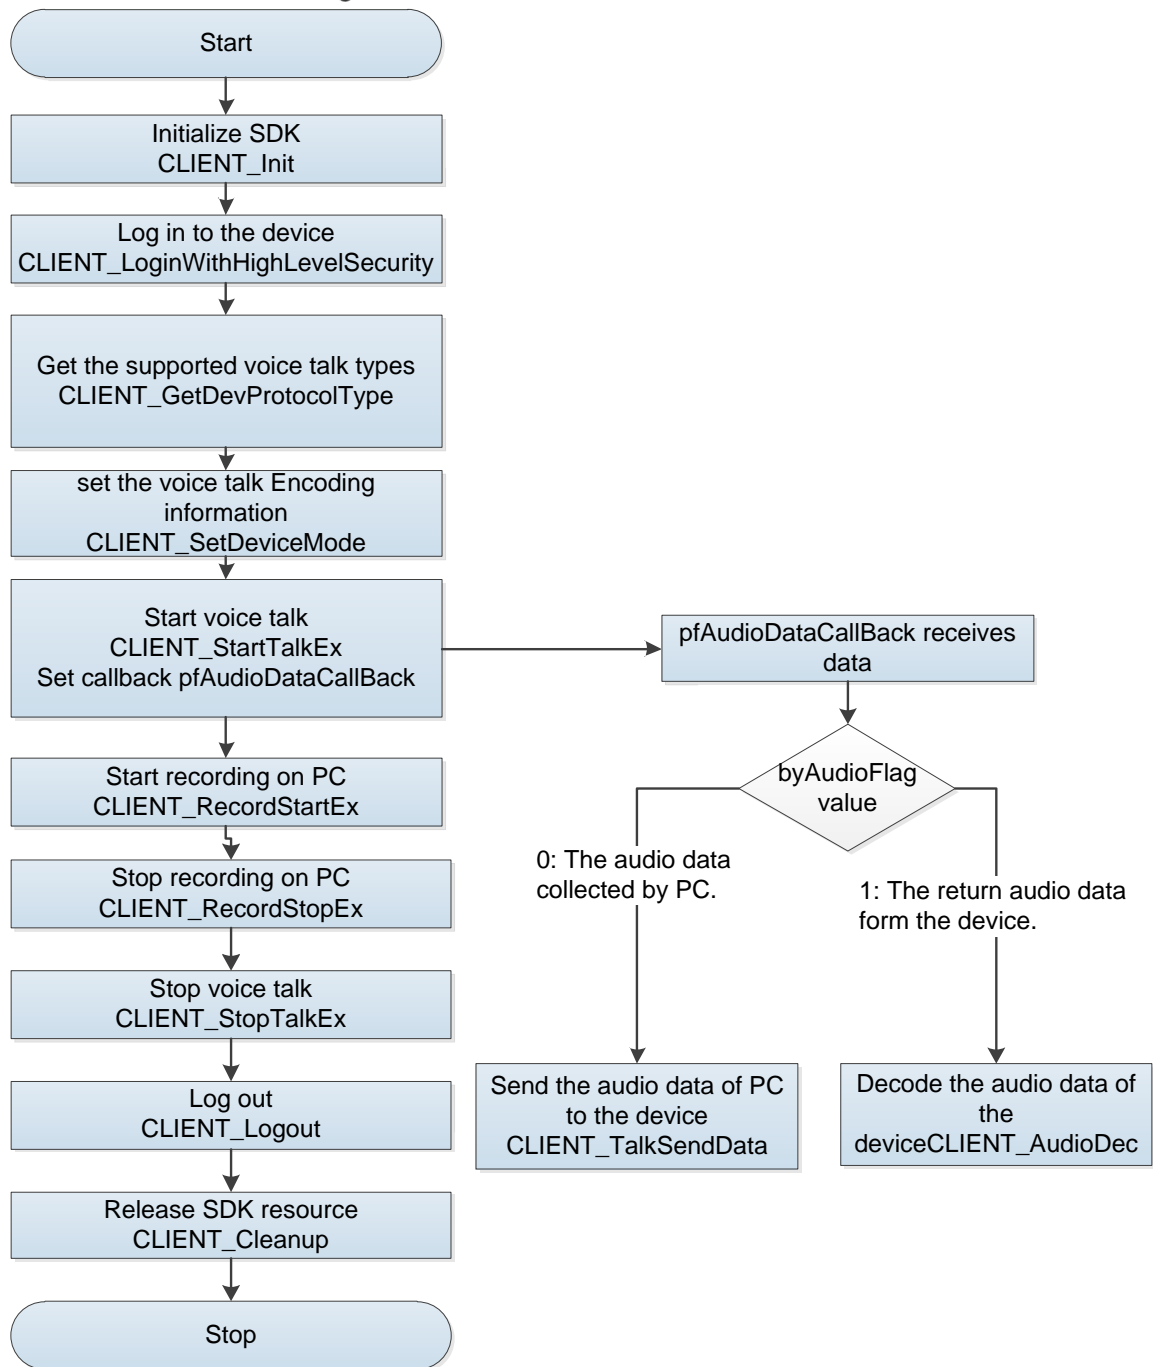 Start
Initialize SDK
CLIENT_Init
Log in to the device
CLIENT_LoginWithHighLevelSecurity
Get the supported voice talk types
CLIENT_GetDevProtocolType
set the voice talk Encoding
information
CLIENT_SetDeviceMode
Start voice talk
CLIENT_StartTalkEx
Set callback pfAudioDataCallBack
Start recording on PC
CLIENT_RecordStartEx
Stop recording on PC
CLIENT_RecordStopEx
Stop voice talk
CLIENT_StopTalkEx
Log out
CLIENT_Logout
Release SDK resource
CLIENT_Cleanup
Stop
pfAudioDataCallBack receives
data
byAudioFlag
value
0: The audio data
collected by PC.
1: The return audio data
form the device.
Send the audio data of PC
to the device
CLIENT_TalkSendData
Decode the audio data of
the
deviceCLIENT_AudioDec